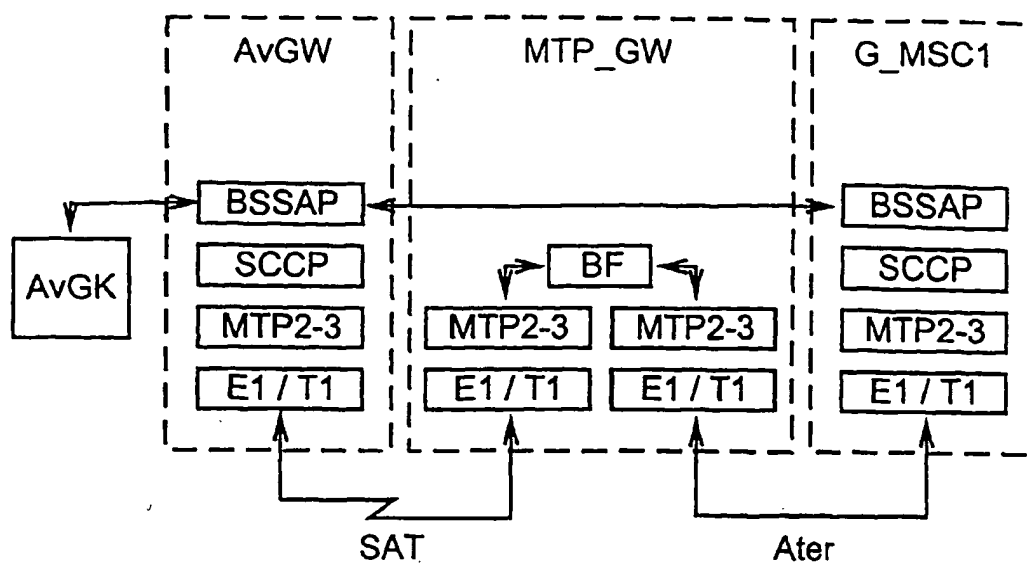 AvGW
MTP_GW
G_MSC1
BSSAP
BSSAP
SCCP
BF
SCCP
AvGK
MTP2-3
MTP2-3
MTP2-3
MTP2-3
E1 / T1
E1 / T1
E1 / T1
E1 / T1
SAT
Ater